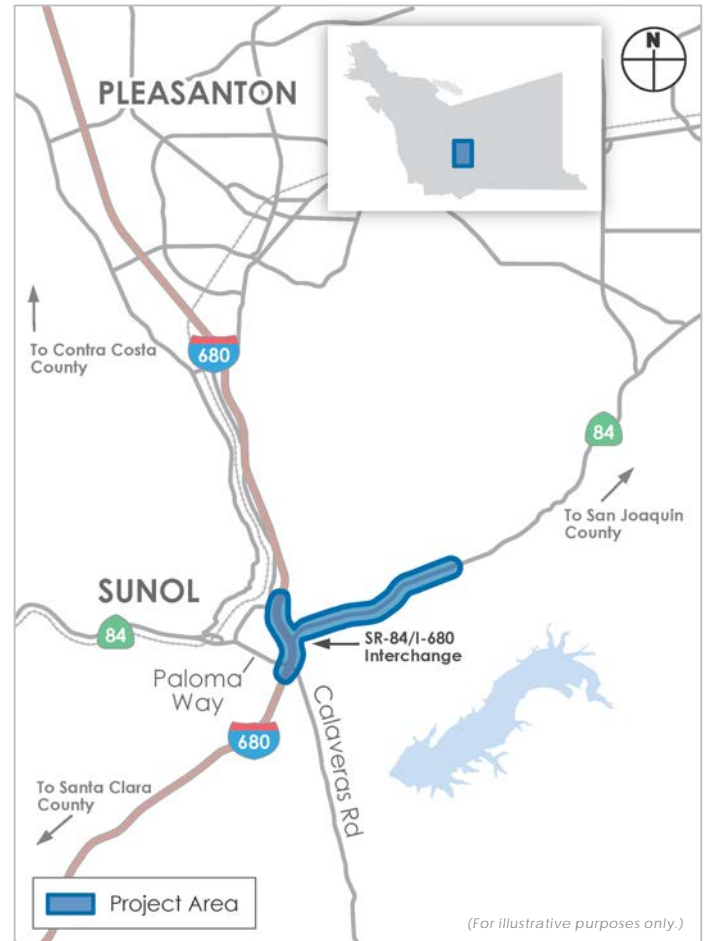 N
PLEASANTON
680
To Contra Costa
County
84
To San Joaquin
County
SUNOL
84
SR-84/I-680
Interchange
Paloma
Way
680
Calaveras Rd
To Santa Clara
County
Project Area
(For illustrative purposes only.)